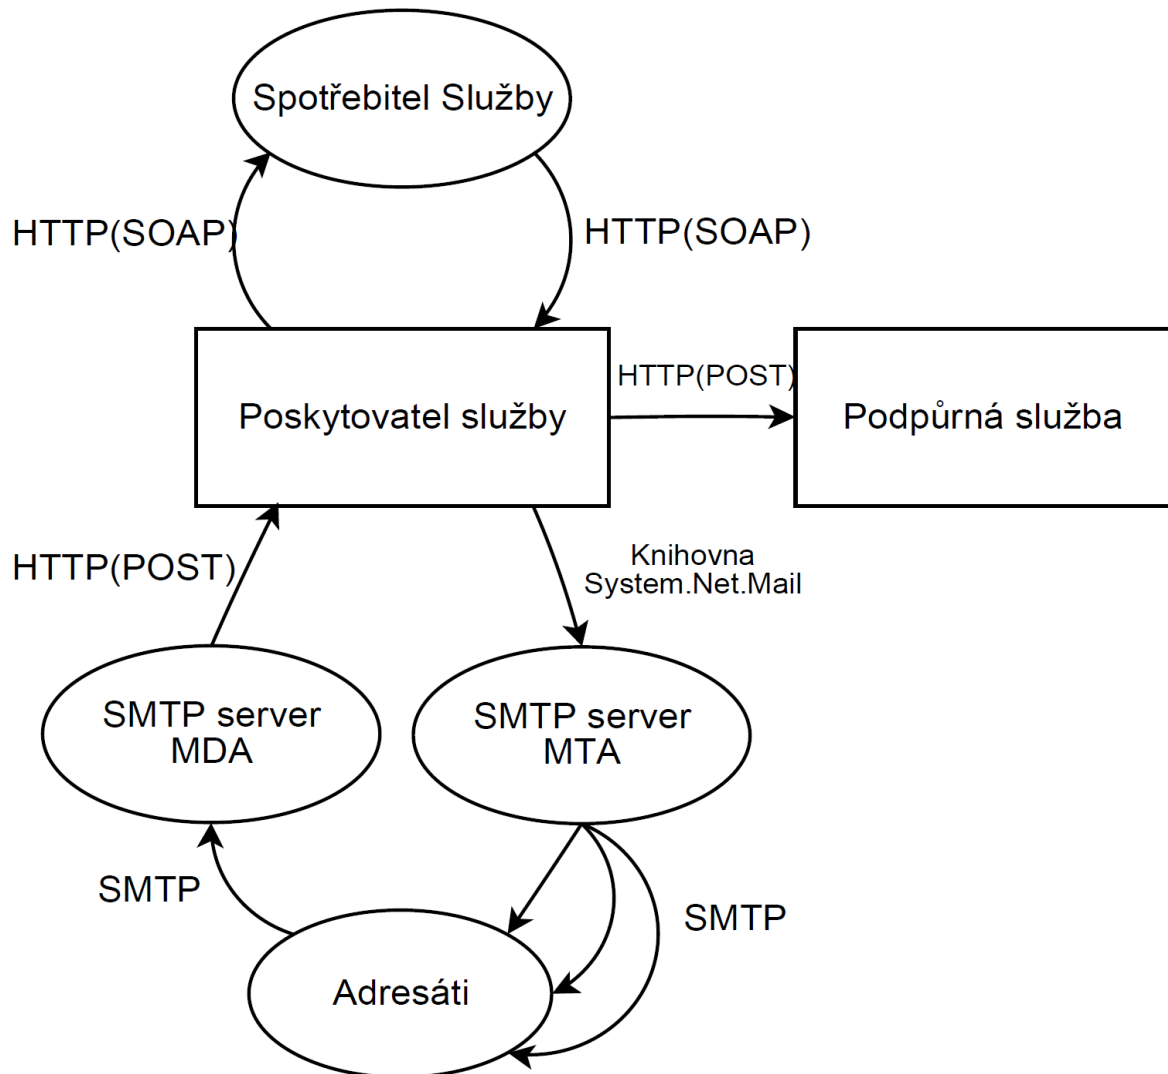 Spotřebitel Služby
HTTP(SOAP)
HTTP(SOAP)
HTTP(POST)
Poskytovatel služby
Podpůrná služba
HTTP(POST)
Knihovna
System.Net.Mail
SMTP server
MDA
SMTP server
MTA
SMTP
SMTP
Adresáti